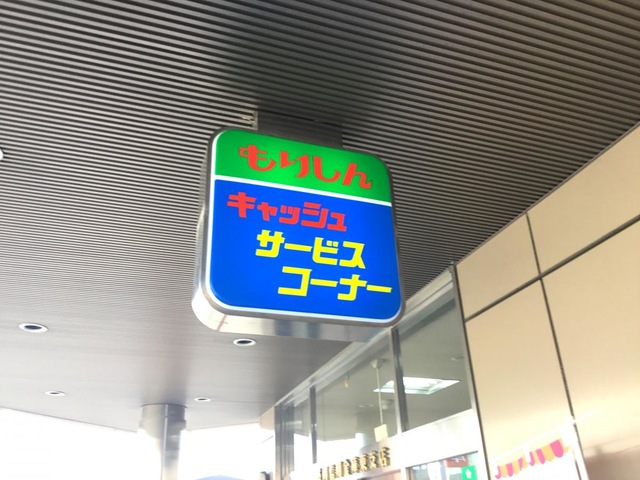 もりしん
キャッシュ
サービス
コーナー